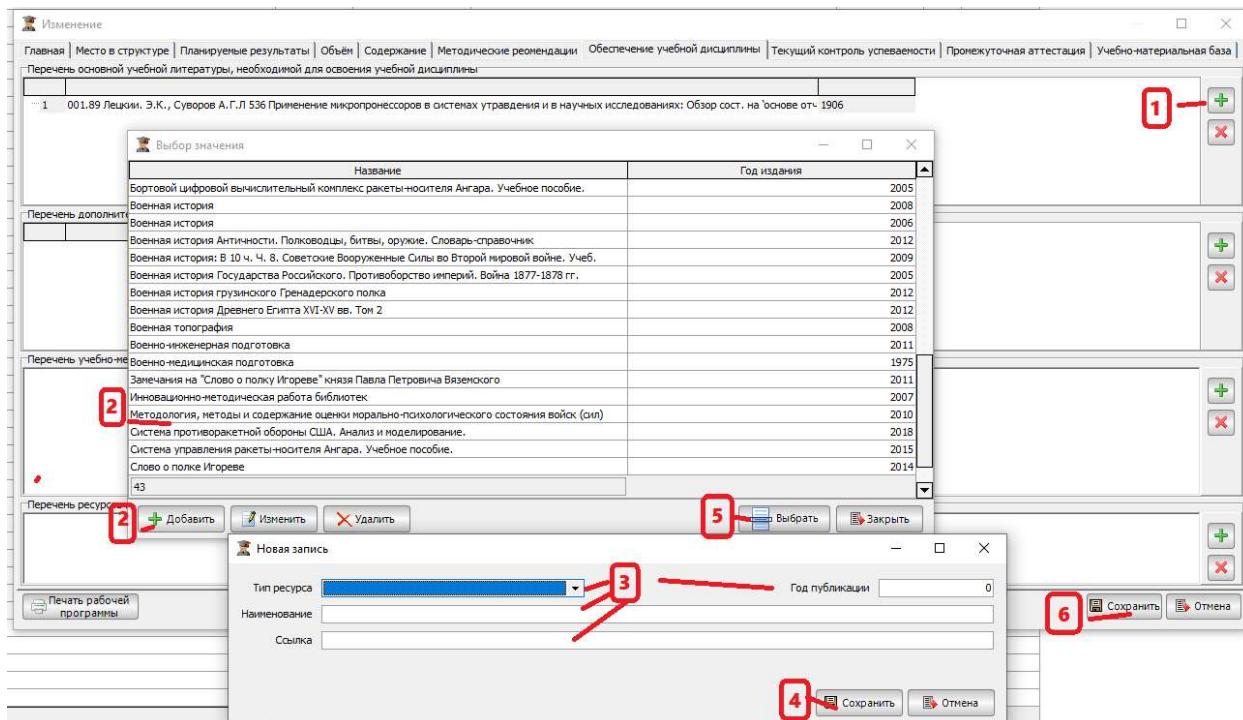 Изменение
Главная | Место в структуре | Планируемые результаты | Объём | Содержание | Методические реомендации | Обеспечение учебной дисциплины | Текущий контроль успеваемости | Промежуточная аттестация | Учебно-материальная база
Перечень основной учебной литературы, необходимой для освоения учебной дисциплины
1 001.89 Лецкии. Э.К., Суворов А.Г.Л 536 Применение микропронессоров в системах утравдения и в научных исследованиях: Обзор сост. на 'основе отч 1906
1
Выбор значения
Название Год издания
Бортовой цифровой вычислительный комплекс ракеты-носителя Ангара. Учебное пособие. 2005
Военная история 2008
Перечень дополните
Военная история 2006
Военная история Античности. Полководцы, битвы, оружие. Словарь-справочник 2012
Военная история: В 10 ч. Ч. 8. Советские Вооруженные Силы во Второй мировой войне. Учеб. 2009
Военная история Государства Российского. Противоборство империй. Война 1877-1878 гг. 2005
Военная история грузинского Гренадерского полка 2012
Военная история Древнего Египта XVI-XV вв. Том 2 2012
Военная топография 2008
Военно-инженерная подготовка 2011
Перечень учебно-ме
Военно-медицинская подготовка 1975
Замечания на "Слово о полку Игореве" князя Павла Петровича Вяземского 2011
Инновационно-методическая работа библиотек 2007
2
Методология, методы и содержание оценки морально-психологического состояния войск (сил) 2010
Система противоракетной обороны США. Анализ и моделирование. 2018
Система управления ракеты-носителя Ангара. Учебное пособие. 2015
Слово о полке Игореве 2014
43
Перечень ресурсо
2 Добавить Изменить Удалить 5 Выбрать Закрыть
Новая запись
Тип ресурса 3 Год публикации 0
Наименование
Ссылка
4 Сохранить Отмена
Печать рабочей
программы
6 Сохранить Отмена